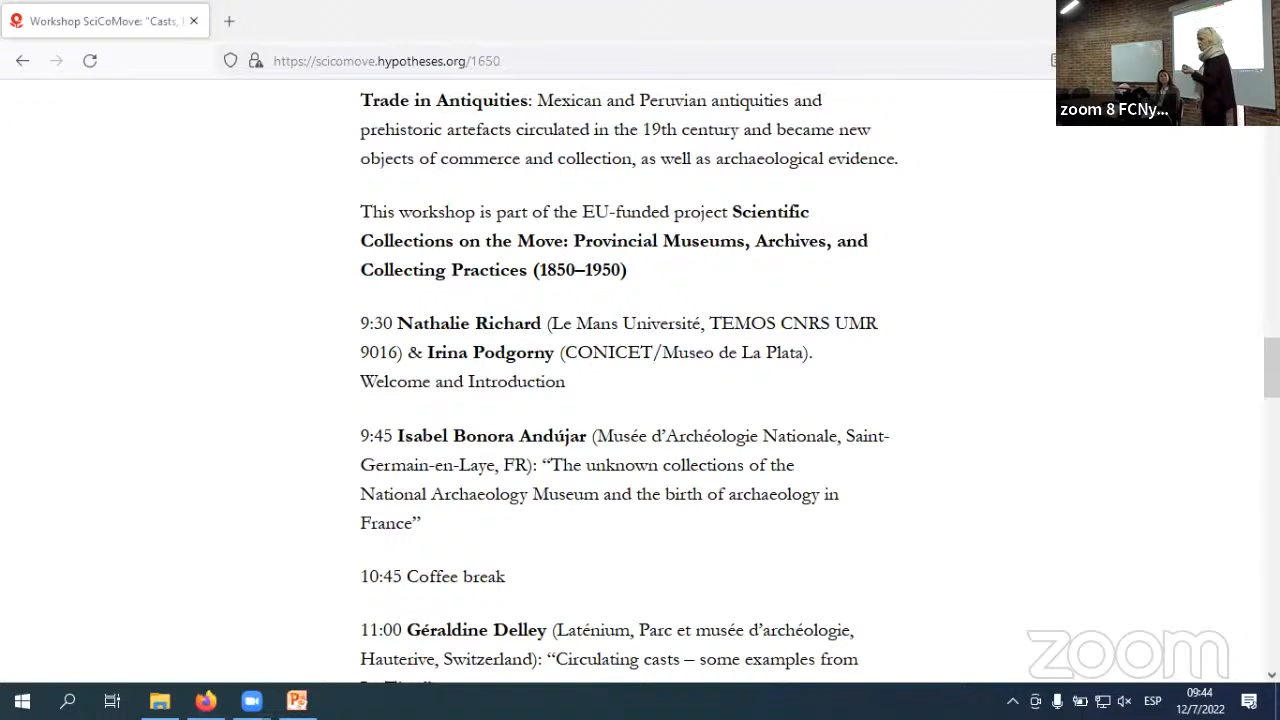 Workshop SciCoMove: "Casts,
https://scicomove.hypotheses.org/1650
zoom 8 FCNy...
Trade in Antiquities: Mexican and Peruvian antiquities and
prehistoric artefacts circulated in the 19th century and became new
objects of commerce and collection, as well as archaeological evidence.
This workshop is part of the EU-funded project Scientific
Collections on the Move: Provincial Museums, Archives, and
Collecting Practices (1850–1950)
9:30 Nathalie Richard (Le Mans Université, TEMOS CNRS UMR
9016) & Irina Podgorny (CONICET/Museo de La Plata).
Welcome and Introduction
9:45 Isabel Bonora Andújar (Musée d’Archéologie Nationale, Saint-
Germain-en-Laye, FR): “The unknown collections of the
National Archaeology Museum and the birth of archaeology in
France”
10:45 Coffee break
11:00 Géraldine Delley (Laténium, Parc et musée d’archéologie,
Hauterive, Switzerland): “Circulating casts – some examples from
zoom
ESP
09:44
12/7/2022